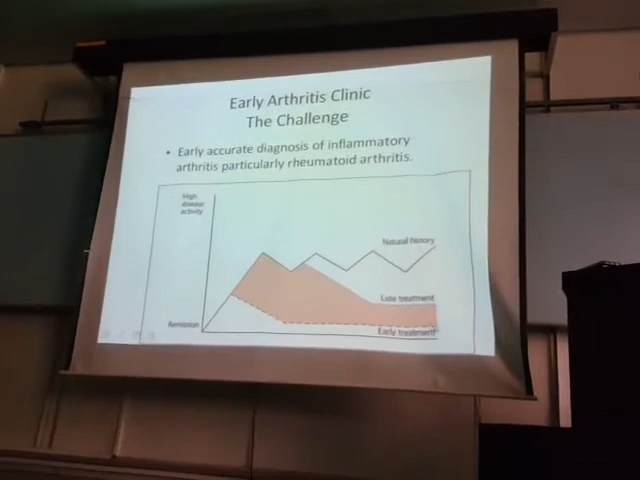 Early Arthritis Clinic
The Challenge
• Early accurate diagnosis of inflammatory
arthritis particularly rheumatoid arthritis.
High
disease
activity
Natural history
Late treatment
Remission
Early treatment